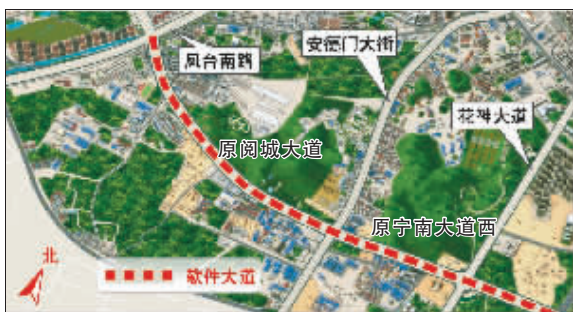 凤台南路
安德门大街
花神大道
原阅城大道
原宁南大道西
北
软件大道